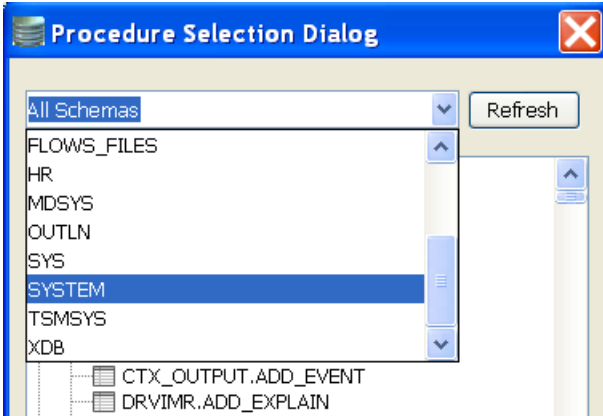 Procedure Selection Dialog
All Schemas
Refresh
FLOWS_FILES
HR
MDSYS
OUTLN
SYS
SYSTEM
TSMSYS
XDB
CTX_OUTPUT.ADD_EVENT
DRVIMR.ADD_EXPLAIN